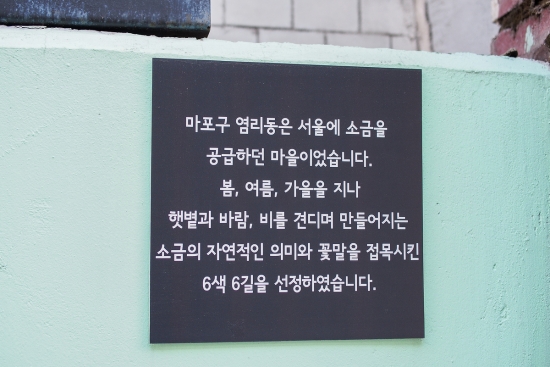 마포구 염리동은 서울에 소금을
공급하던 마을이었습니다.
봄, 여름, 가을을 지나
햇볕과 바람, 비를 견디며 만들어지는
소금의 자연적인 의미와 꽃말을 접목시킨
6색 6길을 선정하였습니다.